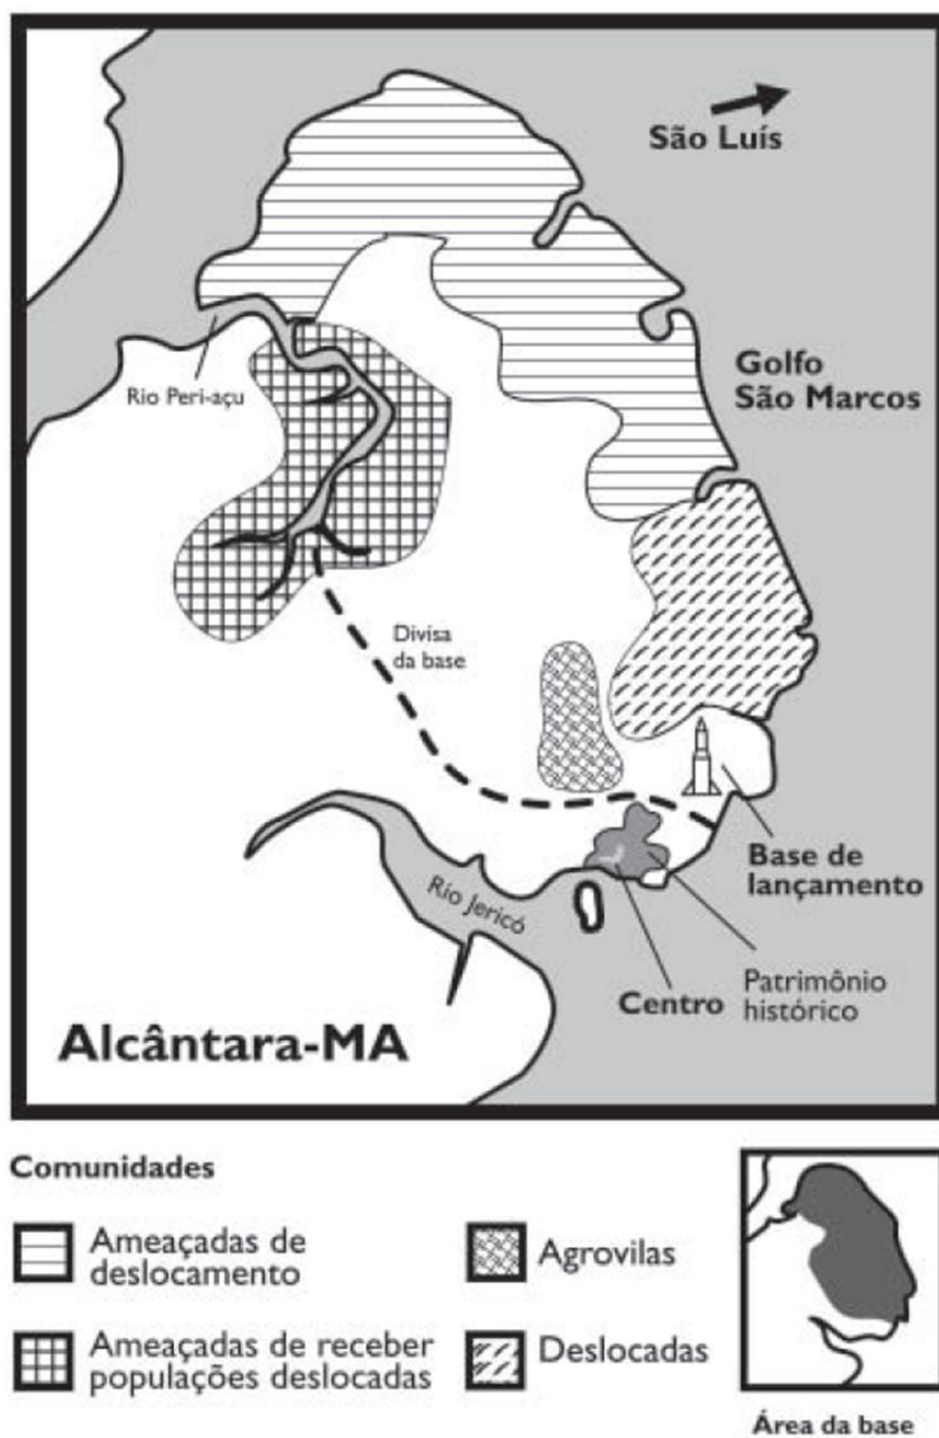 São Luís
Golfo
São Marcos
Rio Peri-açu
Divisa
da base
Base de
lançamento
Rio Jericó
Patrimônio
histórico
Centro
Alcântara-MA
Comunidades
Ameaçadas de
deslocamento
Agrovilas
Ameaçadas de receber
populações deslocadas
Deslocadas
Área da base